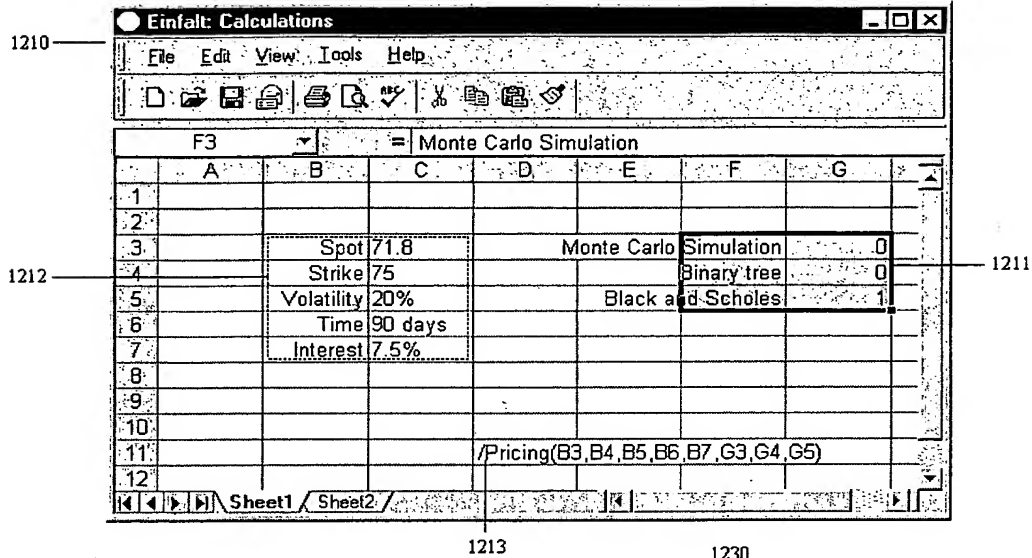 Einfalt: Calculations
1210
File Edit View Tools Help
ABC
F3 = Monte Carlo Simulation
A B C D E F G
1
2
3 Spot 71.8 Monte Carlo Simulation 0
4 Strike 75 Binary tree 0
1212
1211
5 Volatility 20% Black and Scholes 1
6 Time 90 days
7 Interest 7.5%
8
9
10
11 /Pricing(B3,B4,B5,B6,B7,G3,G4,G5)
12
Sheet1 Sheet2
1213
1230